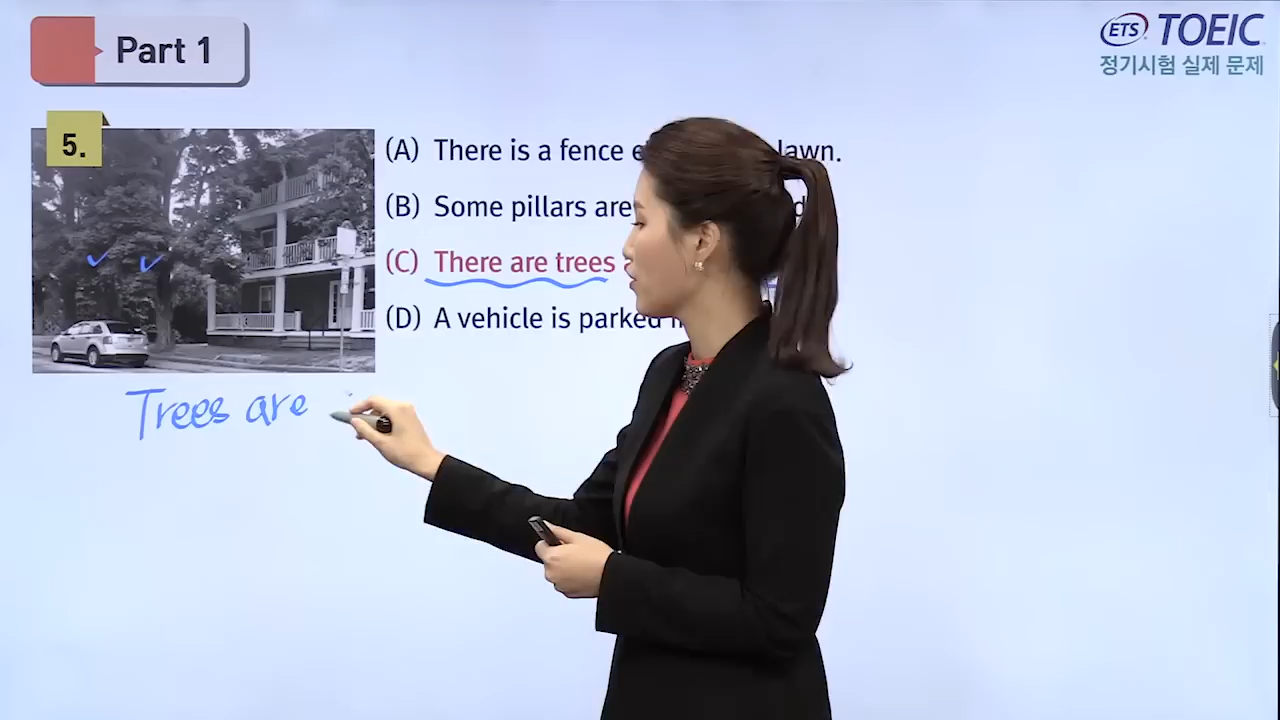 Part 1
ETS TOEIC
정기시험 실제 문제
5.
(A) There is a fence lawn.
(B) Some pillars are
(C) There are trees
(D) A vehicle is parked
Trees are